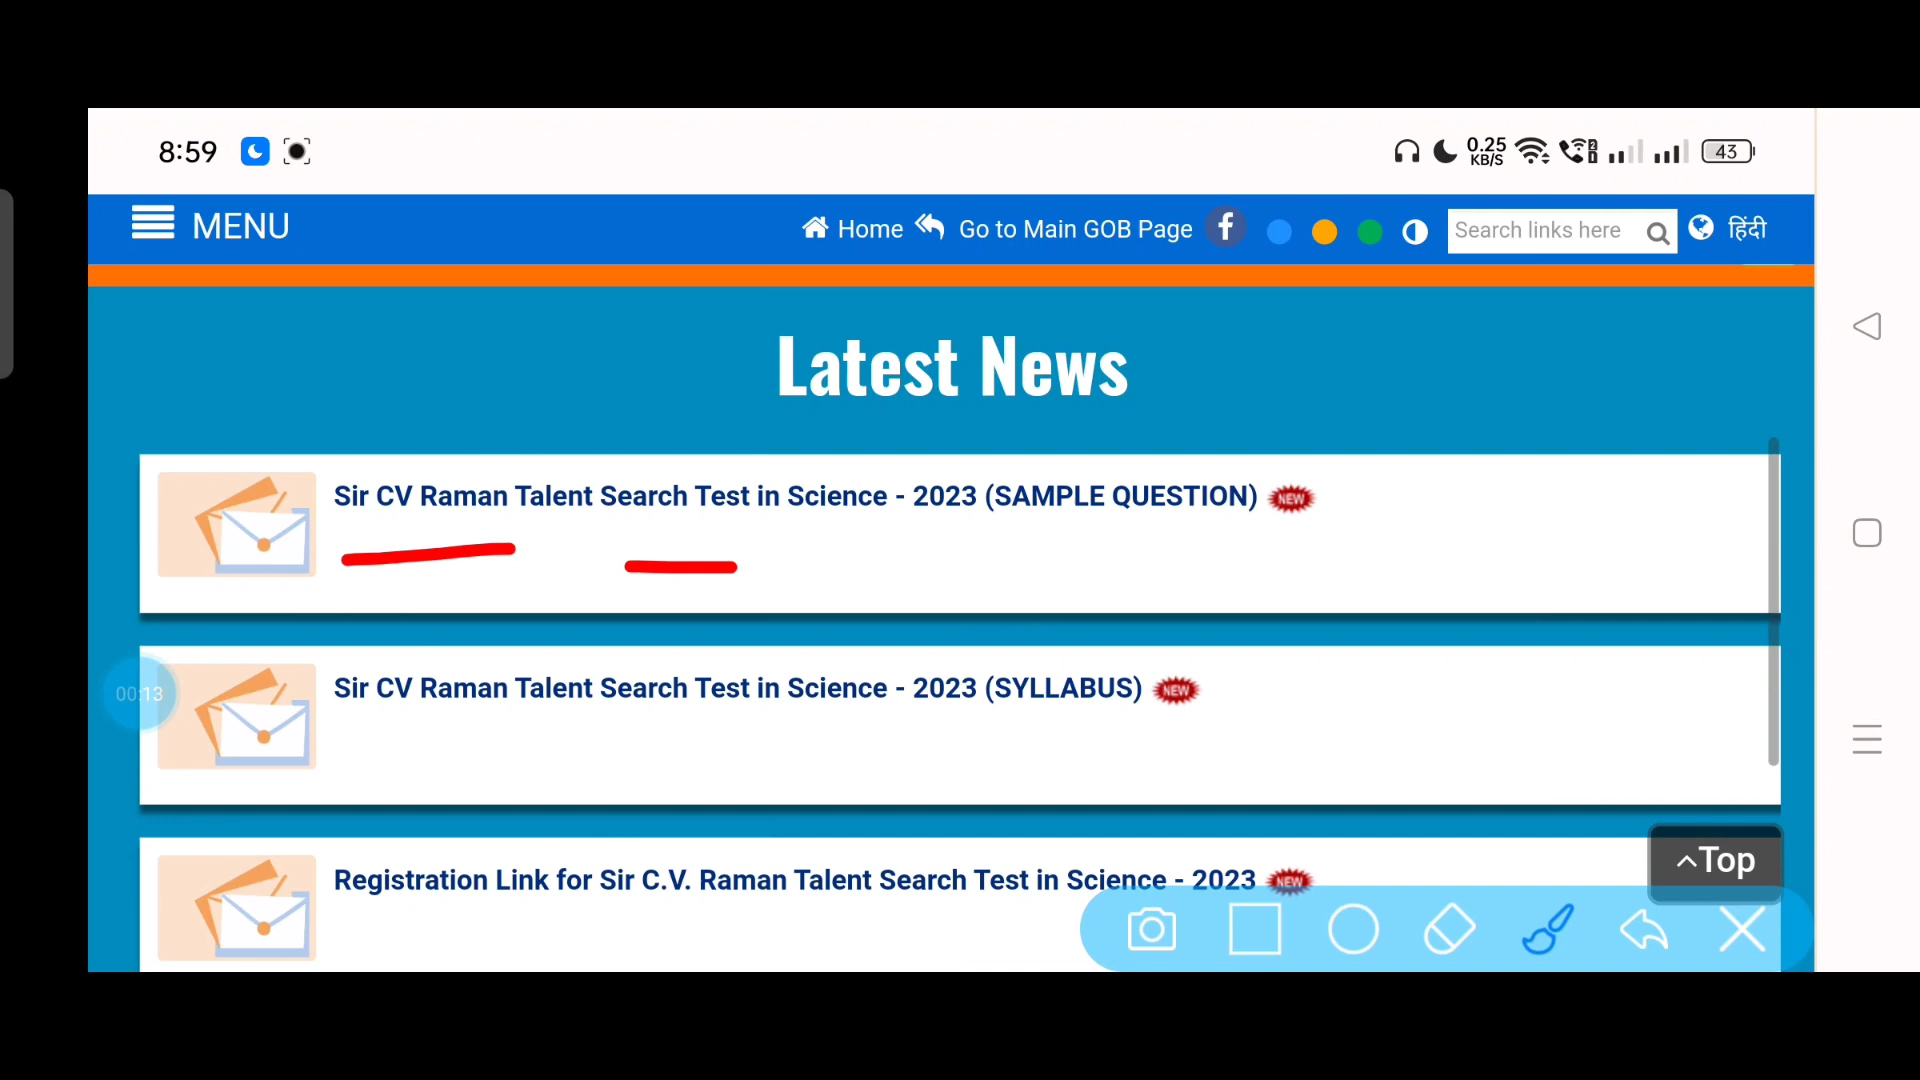 8:59
0.25 KB/S
43
MENU
Home
Go to Main GOB Page
f
Search links here
हिंदी
Latest News
Sir CV Raman Talent Search Test in Science - 2023 (SAMPLE QUESTION) NEW
Sir CV Raman Talent Search Test in Science - 2023 (SYLLABUS) NEW
00:13
Registration Link for Sir C.V. Raman Talent Search Test in Science - 2023 NEW
^Top